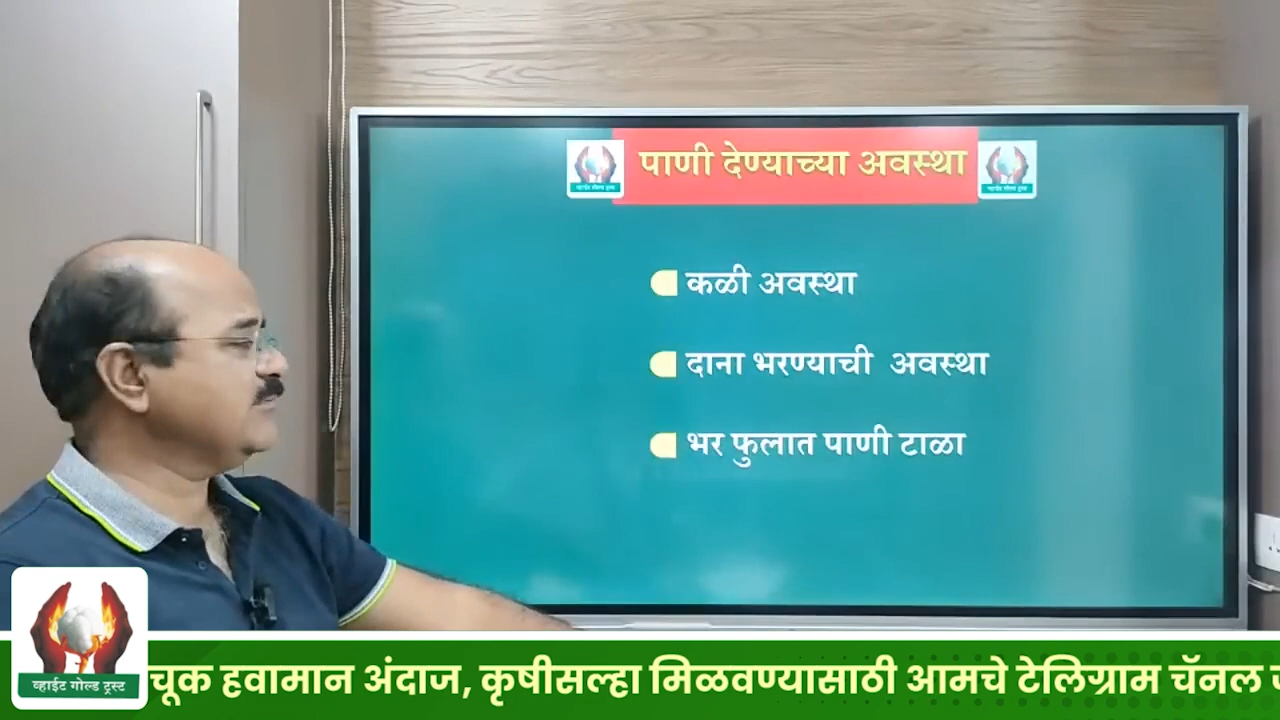 पाणी देण्याच्या अवस्था
कळी अवस्था
दाना भरण्याची अवस्था
भर फुलात पाणी टाळा
व्हाईट गोल्ड ट्रस्ट
चूक हवामान अंदाज, कृषीसल्हा मिळवण्यासाठी आमचे टेलिग्राम चॅनल